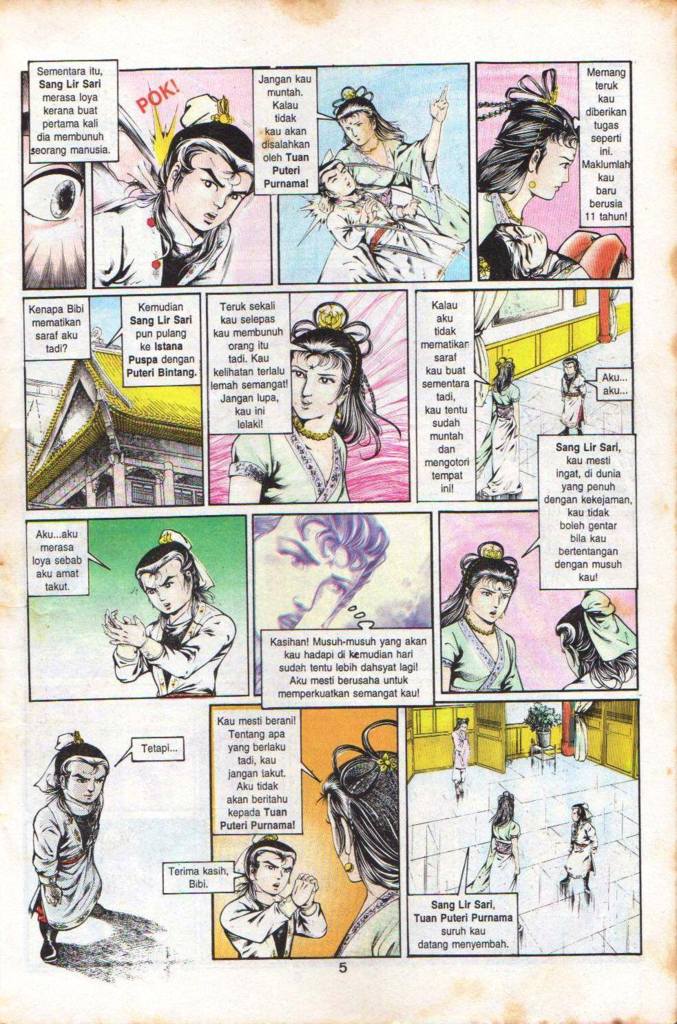 Sementara itu,
Sang Lir Sari
merasa loya
kerana buat
pertama kali
dia membunuh
seorang manusia.
POK!
Jangan kau
muntah.
Kalau
tidak
kau akan
disalahkan
oleh Tuan
Puteri
Purnama!
Memang
teruk
kau
diberikan
tugas
seperti
ini.
Maklumlah
kau
baru
berusia
11 tahun!
Kenapa Bibi
mematikan
saraf aku
tadi?
Kemudian
Sang Lir Sari
pun pulang
ke Istana
Puspa dengan
Puteri Bintang.
Teruk sekali
kau selepas
kau membunuh
orang itu
tadi. Kau
kelihatan terlalu
lemah semangat!
Jangan lupa,
kau ini
lelaki!
Kalau
aku
tidak
mematikan
saraf
kau buat
sementara
tadi,
kau tentu
sudah
muntah
dan
mengotori
tempat
ini!
Aku...
aku...
Sang Lir Sari,
kau mesti
ingat, di dunia
yang penuh
dengan kekejaman,
kau tidak
boleh gentar
bila kau
bertentangan
dengan musuh
kau!
Aku...aku
merasa
loya sebab
aku amat
takut.
Kasihan! Musuh-musuh yang akan
kau hadapi di kemudian hari
sudah tentu lebih dahsyat lagi!
Aku mesti berusaha untuk
memperkuatkan semangat kau!
Tetapi...
Kau mesti berani!
Tentang apa
yang berlaku
tadi, kau
jangan takut.
Aku tidak
akan beritahu
kepada Tuan
Puteri Purnama!
Terima kasih,
Bibi.
Sang Lir Sari,
Tuan Puteri Purnama
suruh kau
datang menyembah.
5